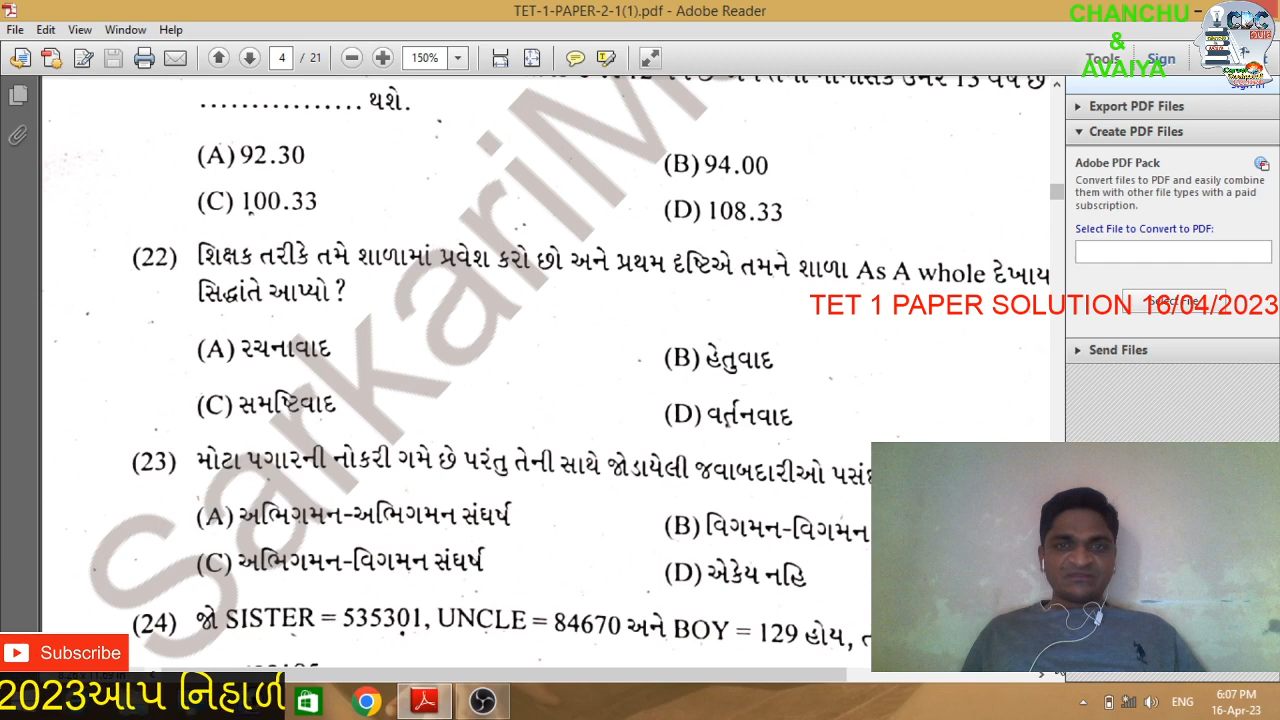 TET-1-PAPER-2-1(1).pdf - Adobe Reader
CHANCHU
&
AVAIYA
File Edit View Window Help
4 / 21 150% Tools Sign
થશે.
(A) 92.30 (B) 94.00
(C) 100.33 (D) 108.33
(22) શિક્ષક તરીકે તમે શાળામાં પ્રવેશ કરો છો અને પ્રથમ દૃષ્ટિએ તમને શાળા As A whole દેખાય
સિદ્ધાંતે આપ્યો ?
(A) રચનાવાદ (B) હેતુવાદ
(C) સમષ્ટિવાદ (D) વર્તનવાદ
(23) મોટા પગારની નોકરી ગમે છે પરંતુ તેની સાથે જોડાયેલી જવાબદારીઓ
(A) અભિગમન-અભિગમન સંઘર્ષ (B) વિગમન-વિગમન
(C) અભિગમન-વિગમન સંઘર્ષ (D) એકેય નહિ
(24) જો SISTER = 535301, UNCLE = 84670 અને BOY = 129 હોય,
Export PDF Files
Create PDF Files
Adobe PDF Pack
Convert files to PDF and easily combine
them with other file types with a paid
subscription.
Select File to Convert to PDF:
Select File
TET 1 PAPER SOLUTION 16/04/2023
Send Files
SarkariM
Subscribe
2023આપ નિહાળ
ENG
6:07 PM
16-Apr-23